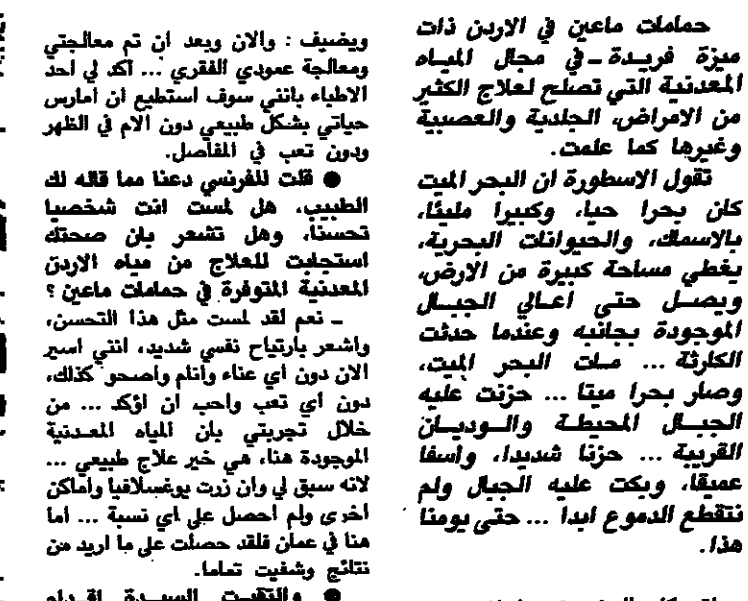 حمامات ماعين في الاردن ذات
ميزة فريدة ـ في مجال المياه
المعدنية التي تصلح لعلاج الكثير
من الامراض، الجلدية والعصبية
وغيرها كما علمت.
تقول الاسطورة ان البحر الميت
كان بحرا حيا، وكبيرا مليئا،
بالاسماك، والحيوانات البحرية،
يغطي مساحة كبيرة من الارض،
ويصل حتى اعالي الجبال
الموجودة بجانبه وعندما حدثت
الكارثة ... مات البحر الميت،
وصار بحرا ميتا ... حزنت عليه
الجبال المحيطة والوديان
القريبة ... حزنا شديدا، واسفا
عميقا، وبكت عليه الجبال ولم
تنقطع الدموع ابدا ... حتى يومنا
هذا.
ويضيف : والان وبعد ان تم معالجتي
ومعالجة عمودي الفقري ... اكد لي احد
الاطباء بانني سوف استطيع ان امارس
حياتي بشكل طبيعي دون الام في الظهر
ودون تعب في المفاصل.
● قلت للفرنسي دعنا مما قاله لك
الطبيب، هل لمست انت شخصيا
تحسنا، وهل تشعر بان صحتك
استجابت للعلاج من مياه الاردن
المعدنية المتوفرة في حمامات ماعين ؟
ـ نعم لقد لمست مثل هذا التحسن،
واشعر بارتياح نفسي شديد، انني اسير
الان دون اي عناء وانام واصحو كذلك،
دون اي تعب واحب ان اؤكد ... من
خلال تجربتي بان المياه المعدنية
الموجودة هنا، هي خير علاج طبيعي ...
لانه سبق لي وان زرت يوغسلافيا واماكن
اخرى ولم احصل على اي نسبة ... اما
هنا في عمان فلقد حصلت على ما اريد من
نتائج وشفيت تماما.
● والتقيت السيدة